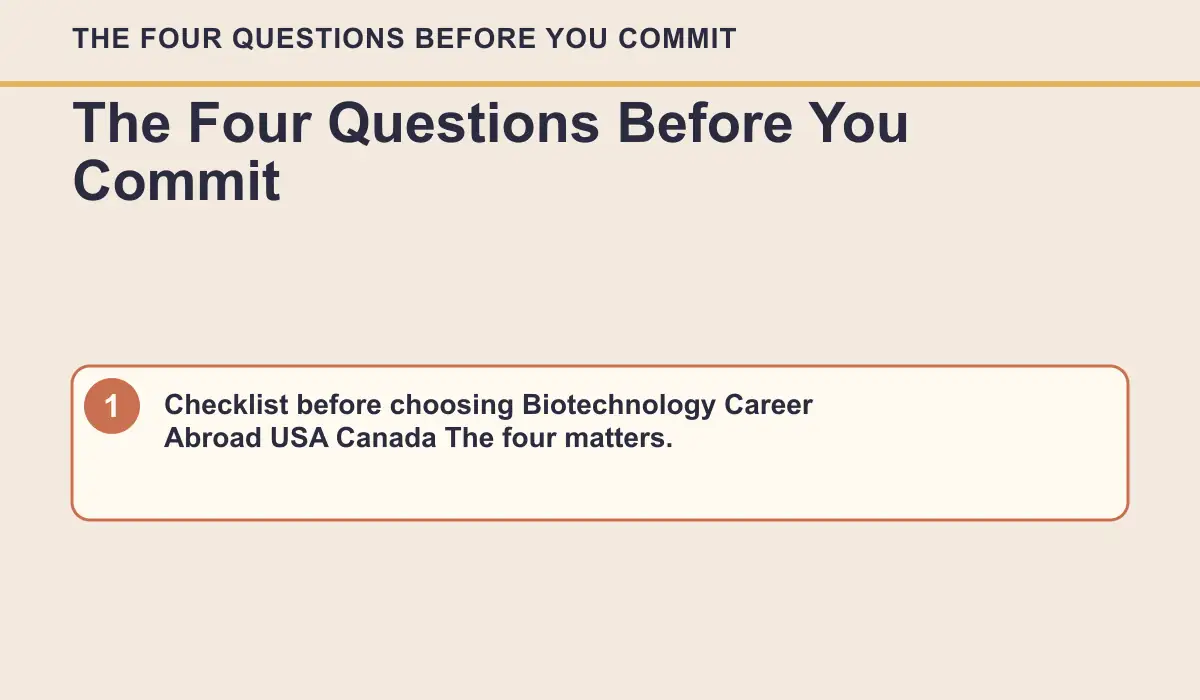 THE FOUR QUESTIONS BEFORE YOU COMMIT
The Four Questions Before You
Commit
1
Checklist before choosing Biotechnology Career
Abroad USA Canada The four matters.